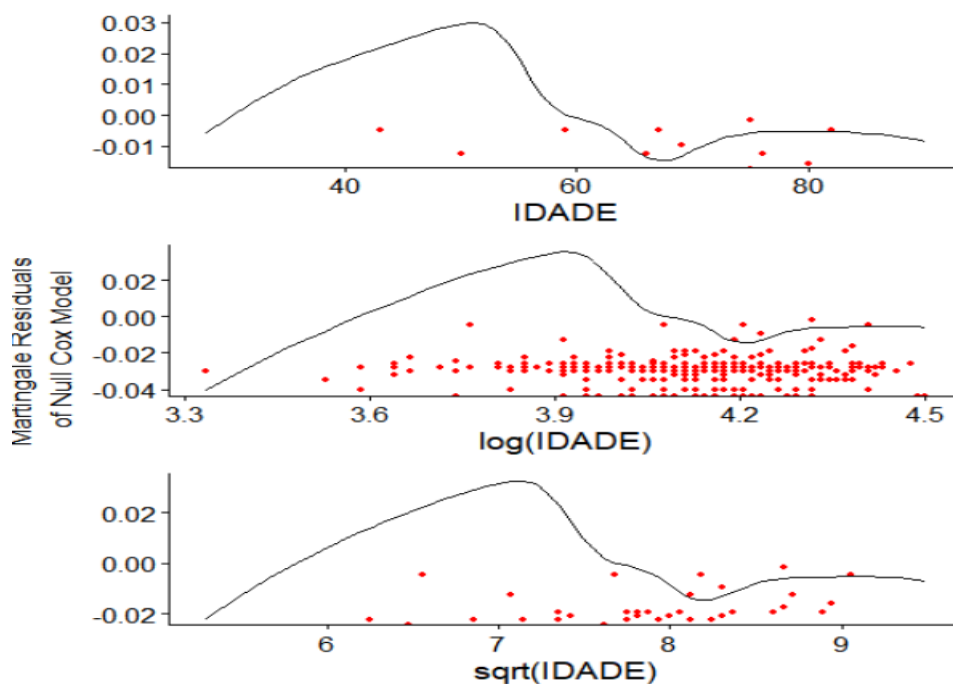 0.03
0.02
0.01
0.00
-0.01
40 60 80
IDADE
Martingale Residuals
of Null Cox Model
0.02
0.00
-0.02
-0.04
3.3 3.6 3.9 4.2 4.5
log(IDADE)
0.02
0.00
-0.02
6 7 8 9
sqrt(IDADE)